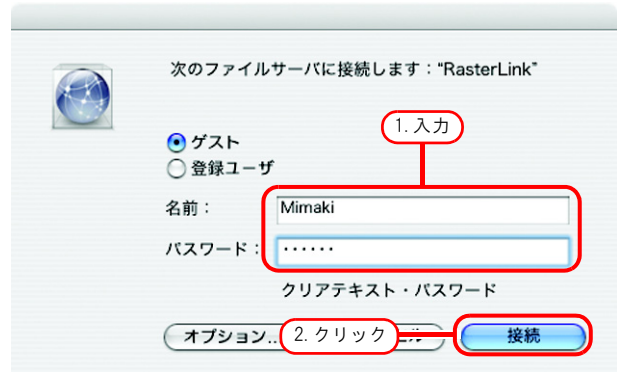 次のファイルサーバに接続します："RasterLink"
1. 入力
ゲスト
登録ユーザ
名前：
Mimaki
パスワード：
••••••
クリアテキスト・パスワード
オプション...
2. クリック
接続